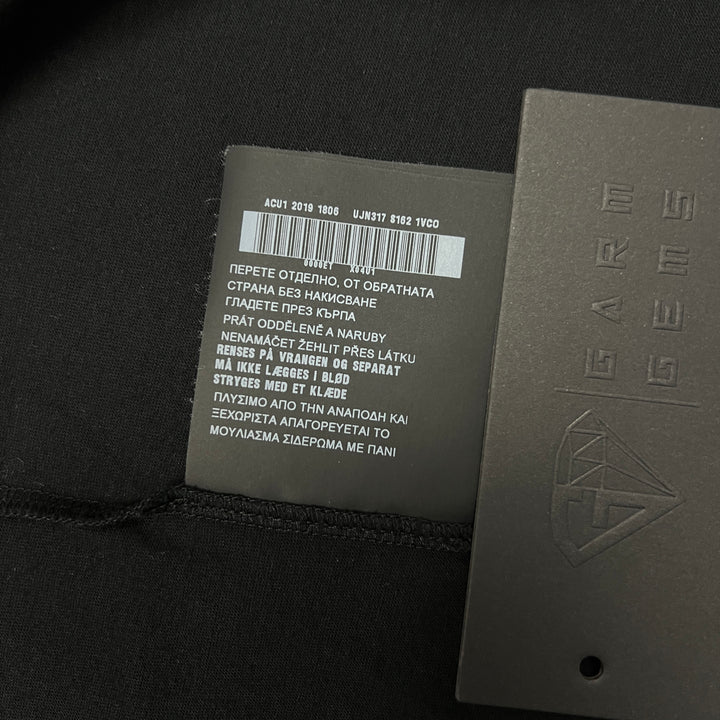 ACU1 2019 1806 UJN317 S162 1VCO
0006E1 X04U1
ПЕРЕТЕ ОТДЕЛНО, ОТ ОБРАТНАТА
СТРАНА БЕЗ НАКИСВАНЕ
ГЛАДЕТЕ ПРЕЗ КЪРПА
PRÁT ODDĚLENĚ A NARUBY
NENAMÁČET ŽEHLIT PŘES LÁTKU
RENSES PÅ VRANGEN OG SEPARAT
MÅ IKKE LÆGGES I BLØD
STRYGES MED ET KLÆDE
ΠΛΥΣΙΜΟ ΑΠΟ ΤΗΝ ΑΝΑΠΟΔΗ ΚΑΙ
ΞΕΧΩΡΙΣΤΑ ΑΠΑΓΟΡΕΥΕΤΑΙ ΤΟ
ΜΟΥΛΙΑΣΜΑ ΣΙΔΕΡΩΜΑ ΜΕ ΠΑΝΙ
GARM
GEMS